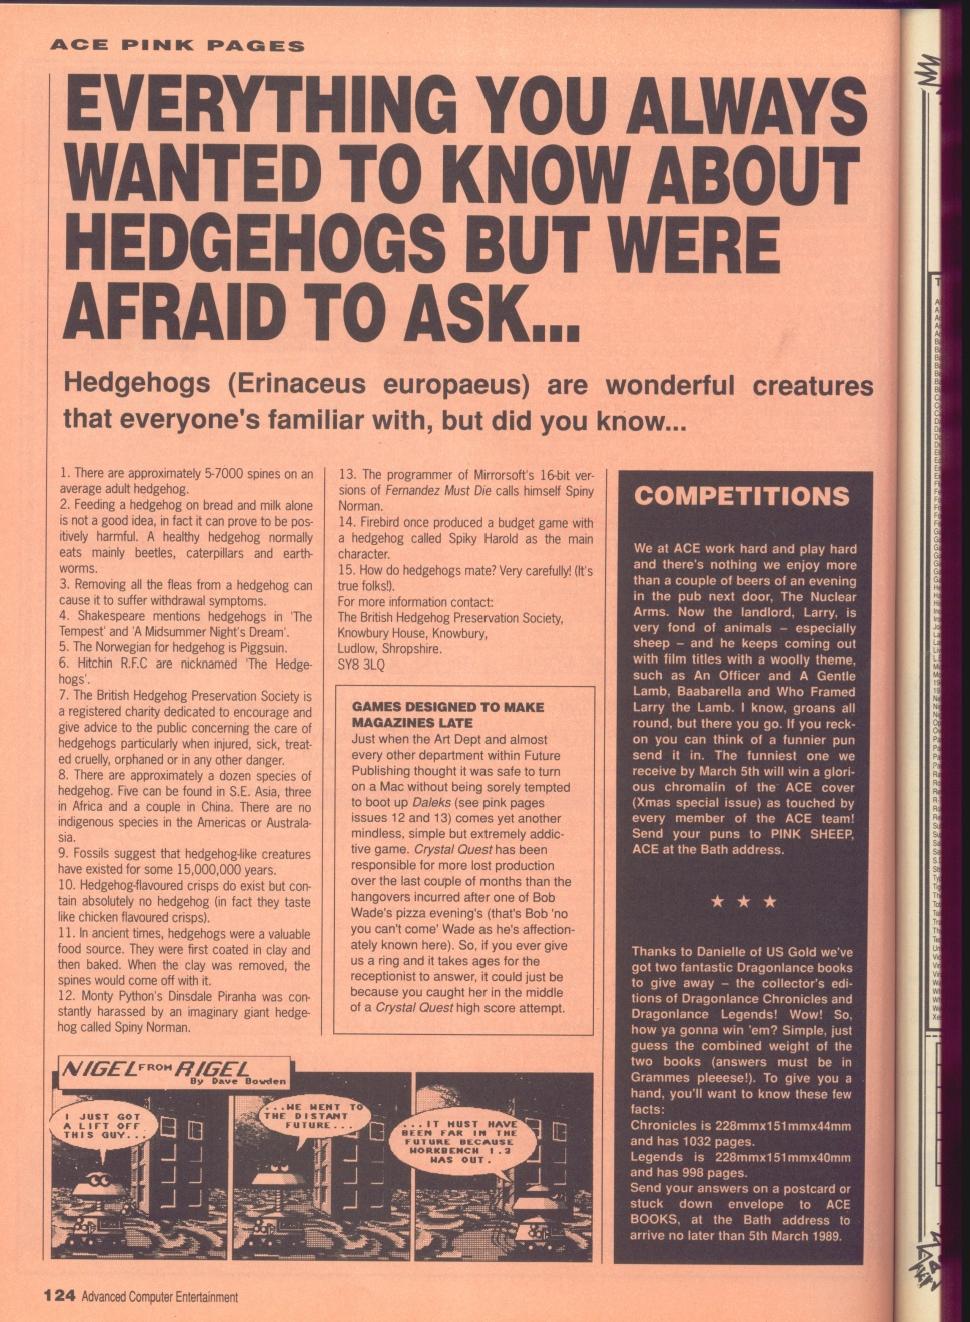 ACE PINK PAGES
EVERYTHING YOU ALWAYS
WANTED TO KNOW ABOUT
HEDGEHOGS BUT WERE
AFRAID TO ASK...
Hedgehogs (Erinaceus europaeus) are wonderful creatures
that everyone's familiar with, but did you know...
1. There are approximately 5-7000 spines on an
average adult hedgehog.
2. Feeding a hedgehog on bread and milk alone
is not a good idea, in fact it can prove to be pos-
itively harmful. A healthy hedgehog normally
eats mainly beetles, caterpillars and earth-
worms.
3. Removing all the fleas from a hedgehog can
cause it to suffer withdrawal symptoms.
4. Shakespeare mentions hedgehogs in 'The
Tempest' and 'A Midsummer Night's Dream'.
5. The Norwegian for hedgehog is Piggsuin.
6. Hitchin R.F.C are nicknamed 'The Hedge-
hogs'.
7. The British Hedgehog Preservation Society is
a registered charity dedicated to encourage and
give advice to the public concerning the care of
hedgehogs particularly when injured, sick, treat-
ed cruelly, orphaned or in any other danger.
8. There are approximately a dozen species of
hedgehog. Five can be found in S.E. Asia, three
in Africa and a couple in China. There are no
indigenous species in the Americas or Australa-
sia.
9. Fossils suggest that hedgehog-like creatures
have existed for some 15,000,000 years.
10. Hedgehog-flavoured crisps do exist but con-
tain absolutely no hedgehog (in fact they taste
like chicken flavoured crisps).
11. In ancient times, hedgehogs were a valuable
food source. They were first coated in clay and
then baked. When the clay was removed, the
spines would come off with it.
12. Monty Python's Dinsdale Piranha was con-
stantly harassed by an imaginary giant hedge-
hog called Spiny Norman.
13. The programmer of Mirrorsoft's 16-bit ver-
sions of Fernandez Must Die calls himself Spiny
Norman.
14. Firebird once produced a budget game with
a hedgehog called Spiky Harold as the main
character.
15. How do hedgehogs mate? Very carefully! (It's
true folks!).
For more information contact:
The British Hedgehog Preservation Society,
Knowbury House, Knowbury,
Ludlow, Shropshire.
SY8 3LQ
GAMES DESIGNED TO MAKE
MAGAZINES LATE
Just when the Art Dept and almost
every other department within Future
Publishing thought it was safe to turn
on a Mac without being sorely tempted
to boot up Daleks (see pink pages
issues 12 and 13) comes yet another
mindless, simple but extremely addic-
tive game. Crystal Quest has been
responsible for more lost production
over the last couple of months than the
hangovers incurred after one of Bob
Wade's pizza evening's (that's Bob 'no
you can't come' Wade as he's affection-
ately known here). So, if you ever give
us a ring and it takes ages for the
receptionist to answer, it could just be
because you caught her in the middle
of a Crystal Quest high score attempt.
COMPETITIONS
We at ACE work hard and play hard
and there's nothing we enjoy more
than a couple of beers of an evening
in the pub next door, The Nuclear
Arms. Now the landlord, Larry, is
very fond of animals – especially
sheep – and he keeps coming out
with film titles with a woolly theme,
such as An Officer and A Gentle
Lamb, Baabarella and Who Framed
Larry the Lamb. I know, groans all
round, but there you go. If you reck-
on you can think of a funnier pun
send it in. The funniest one we
receive by March 5th will win a glori-
ous chromalin of the ACE cover
(Xmas special issue) as touched by
every member of the ACE team!
Send your puns to PINK SHEEP,
ACE at the Bath address.
★ ★ ★
Thanks to Danielle of US Gold we've
got two fantastic Dragonlance books
to give away – the collector's edi-
tions of Dragonlance Chronicles and
Dragonlance Legends! Wow! So,
how ya gonna win 'em? Simple, just
guess the combined weight of the
two books (answers must be in
Grammes pleeese!). To give you a
hand, you'll want to know these few
facts:
Chronicles is 228mmx151mmx44mm
and has 1032 pages.
Legends is 228mmx151mmx40mm
and has 998 pages.
Send your answers on a postcard or
stuck down envelope to ACE
BOOKS, at the Bath address to
arrive no later than 5th March 1989.
NIGEL FROM RIGEL
By Dave Bowden
I JUST GOT
A LIFT OFF
THIS GUY...
...WE WENT TO
THE DISTANT
FUTURE...
...IT MUST HAVE
BEEN FAR IN THE
FUTURE BECAUSE
WORKBENCH 1.3
WAS OUT.
124 Advanced Computer Entertainment